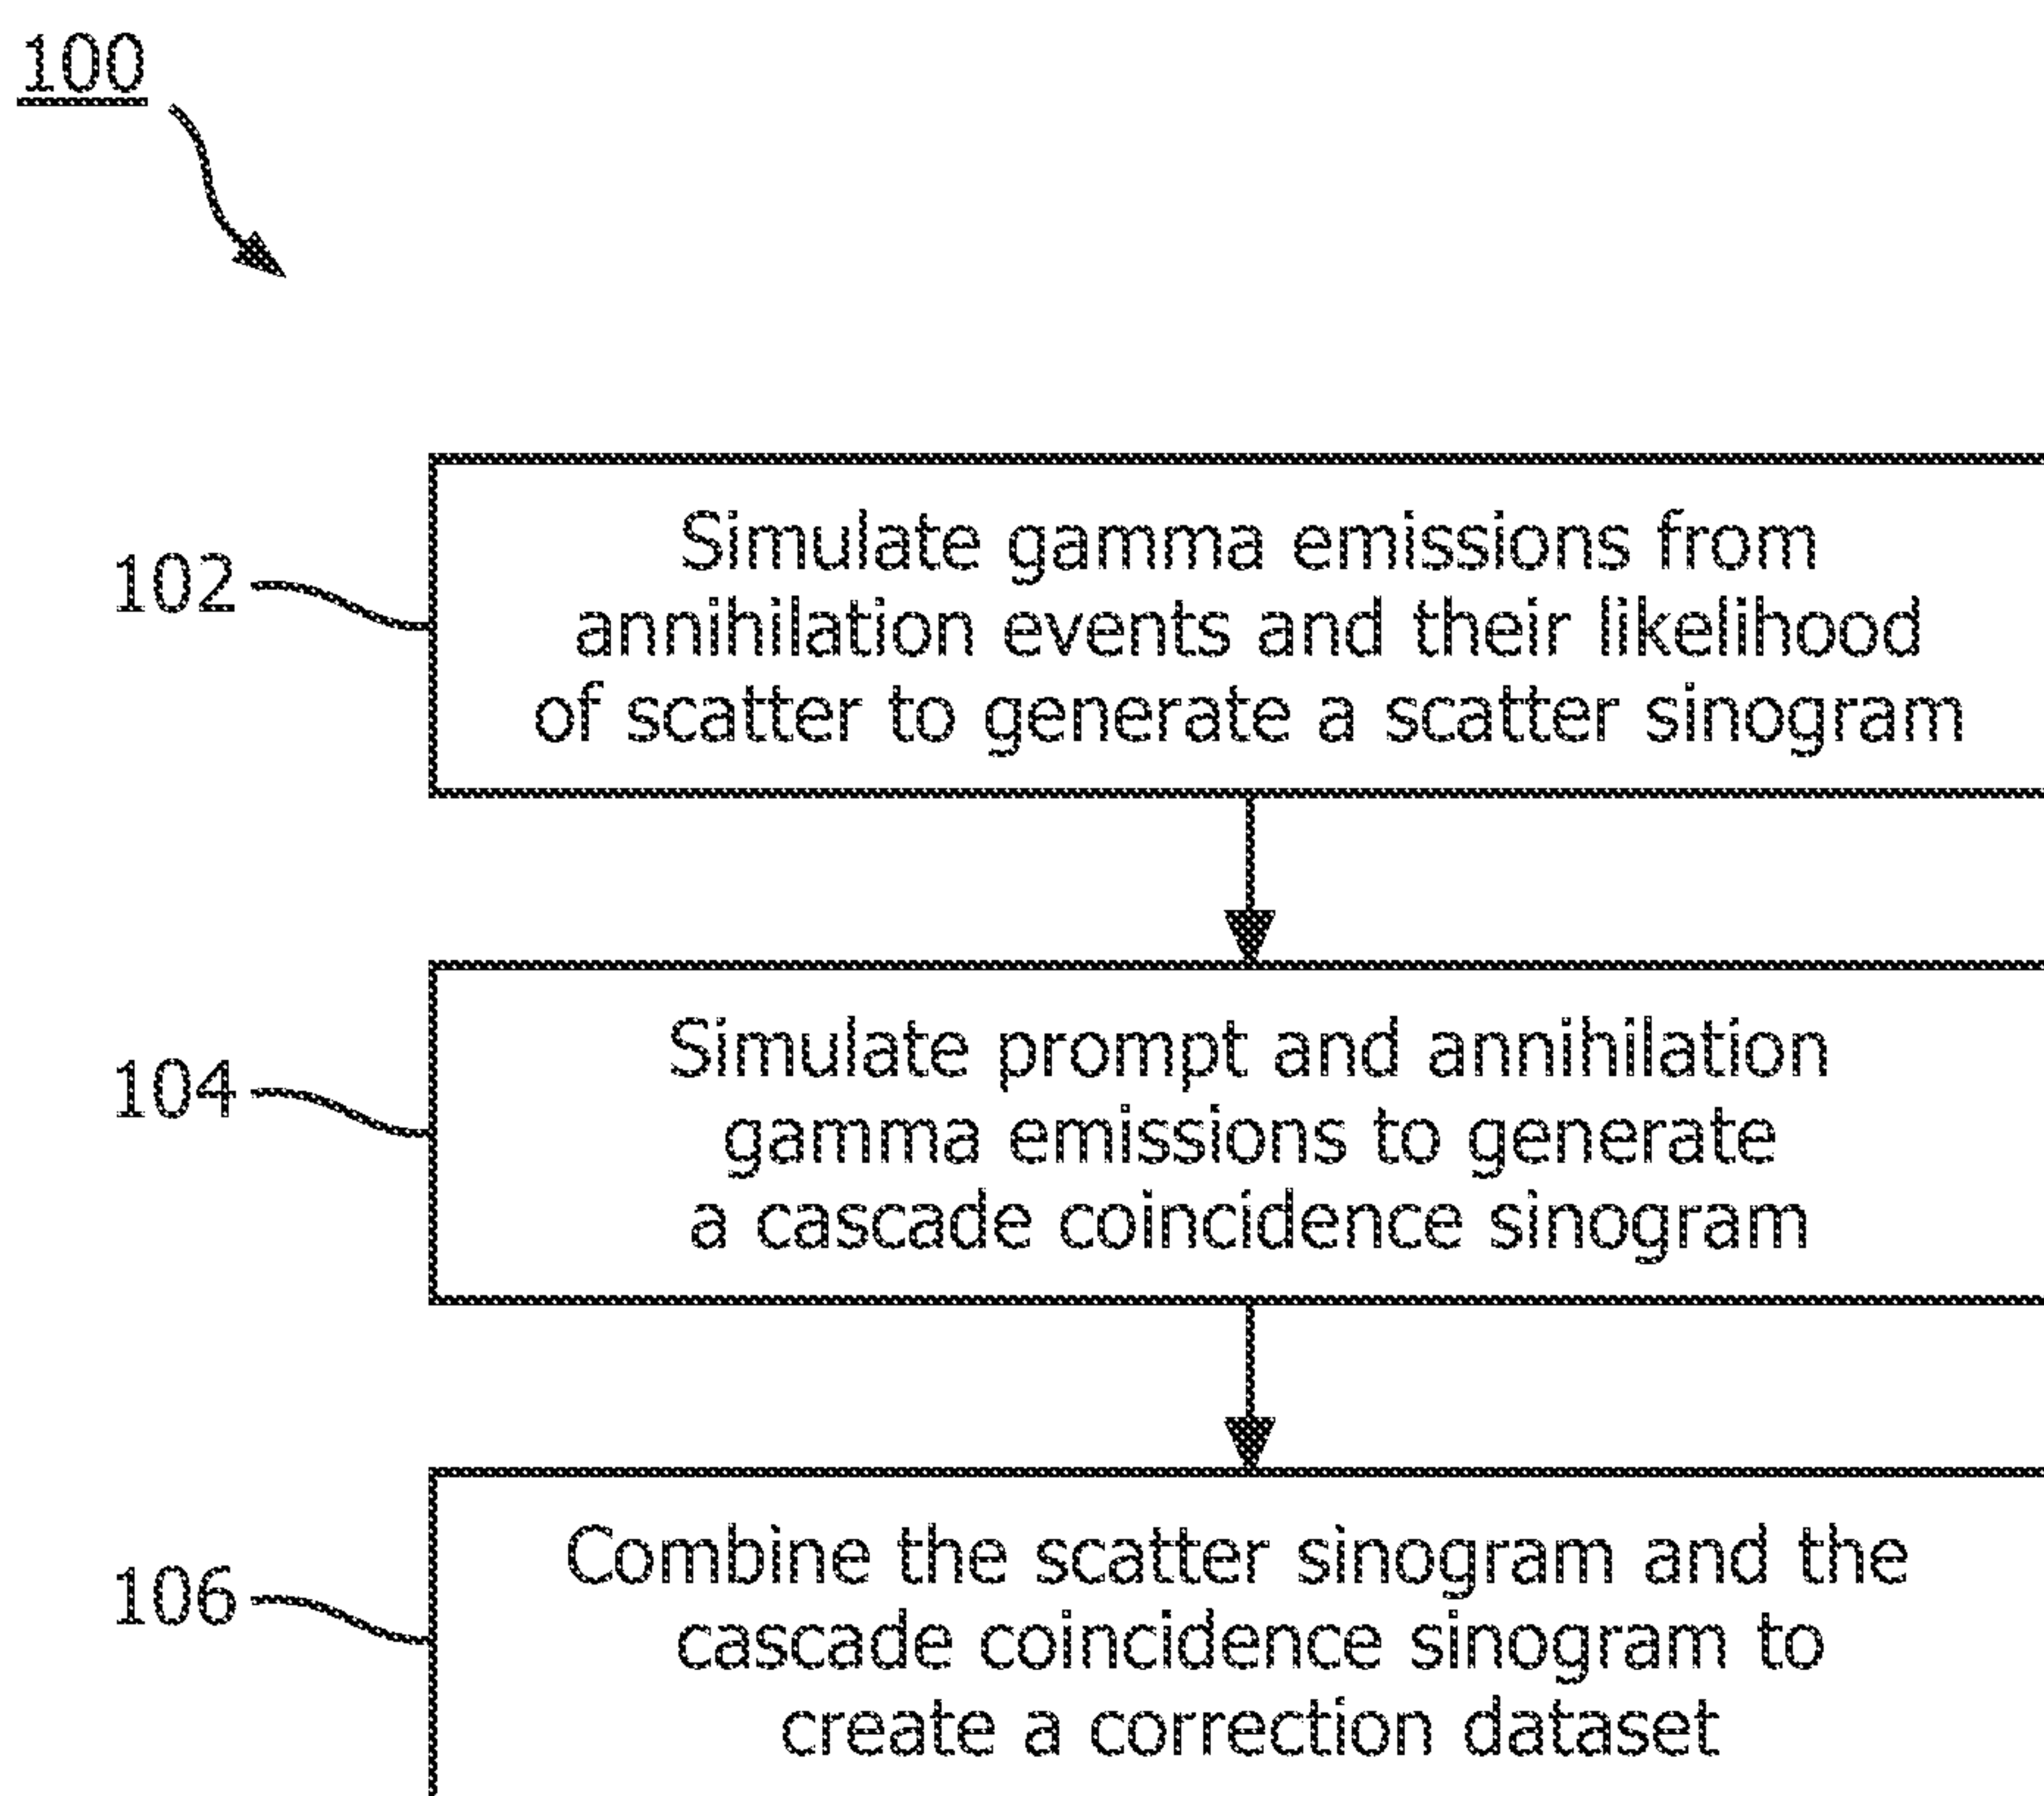 100
102
Simulate gamma emissions from
annihilation events and their likelihood
of scatter to generate a scatter sinogram
104
Simulate prompt and annihilation
gamma emissions to generate
a cascade coincidence sinogram
106
Combine the scatter sinogram and the
cascade coincidence sinogram to
create a correction dataset